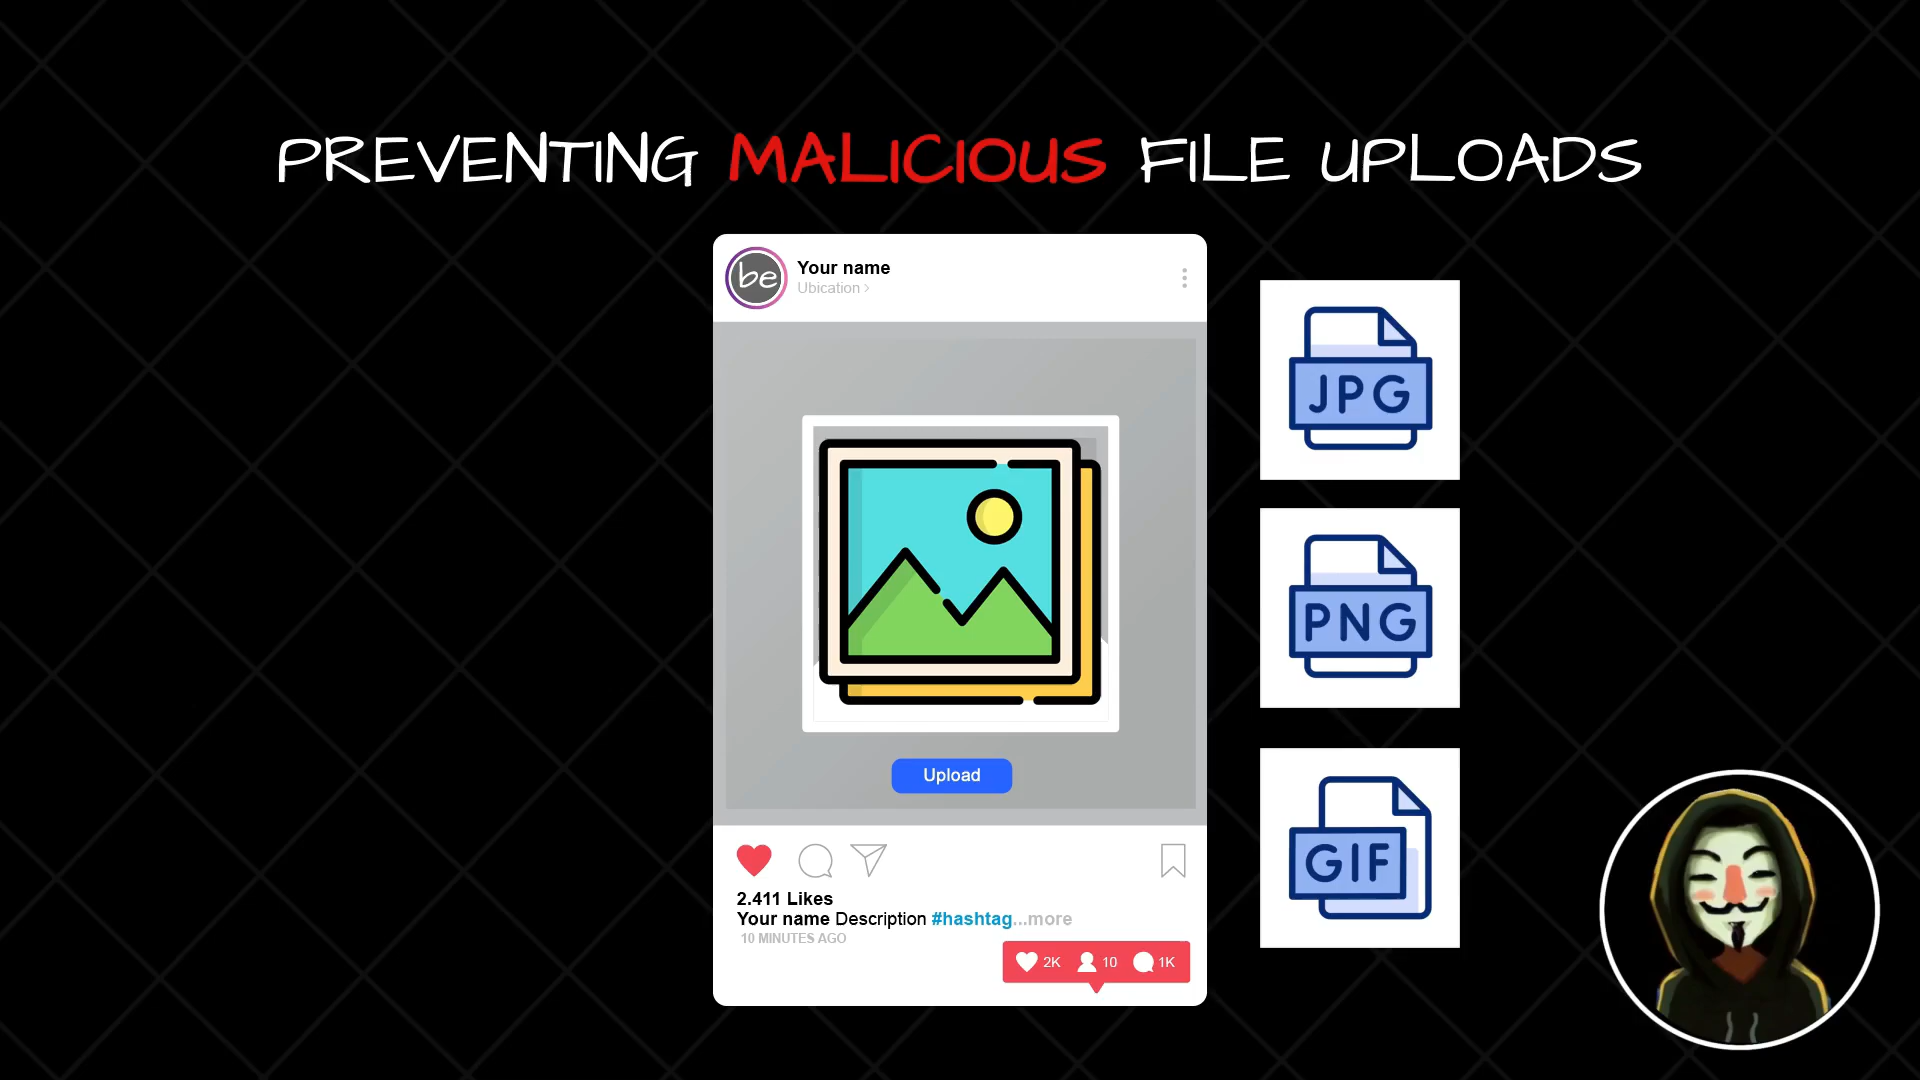 PREVENTING MALICIOUS FILE UPLOADS
be
Your name
Ubication >
Upload
2.411 Likes
Your name Description #hashtag...more
10 MINUTES AGO
2K 10 1K
JPG
PNG
GIF